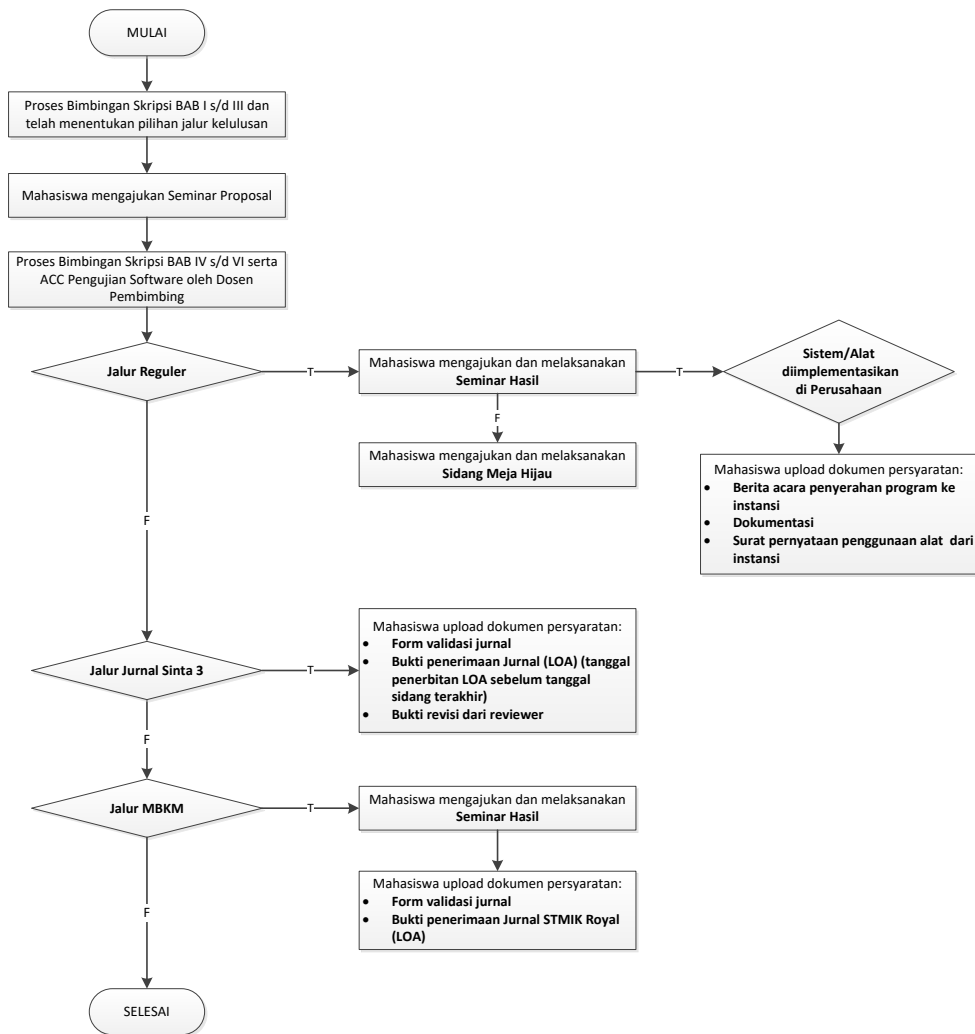 MULAI
Proses Bimbingan Skripsi BAB I s/d III dan
telah menentukan pilihan jalur kelulusan
Mahasiswa mengajukan Seminar Proposal
Proses Bimbingan Skripsi BAB IV s/d VI serta
ACC Pengujian Software oleh Dosen
Pembimbing
Jalur Reguler
T
Mahasiswa mengajukan dan melaksanakan
Seminar Hasil
T
Sistem/Alat
diimplementasikan
di Perusahaan
F
Mahasiswa mengajukan dan melaksanakan
Sidang Meja Hijau
Mahasiswa upload dokumen persyaratan:
• Berita acara penyerahan program ke
instansi
• Dokumentasi
• Surat pernyataan penggunaan alat dari
instansi
F
Jalur Jurnal Sinta 3
T
Mahasiswa upload dokumen persyaratan:
• Form validasi jurnal
• Bukti penerimaan Jurnal (LOA) (tanggal
penerbitan LOA sebelum tanggal
sidang terakhir)
• Bukti revisi dari reviewer
F
Jalur MBKM
T
Mahasiswa mengajukan dan melaksanakan
Seminar Hasil
Mahasiswa upload dokumen persyaratan:
• Form validasi jurnal
• Bukti penerimaan Jurnal STMIK Royal
(LOA)
F
SELESAI